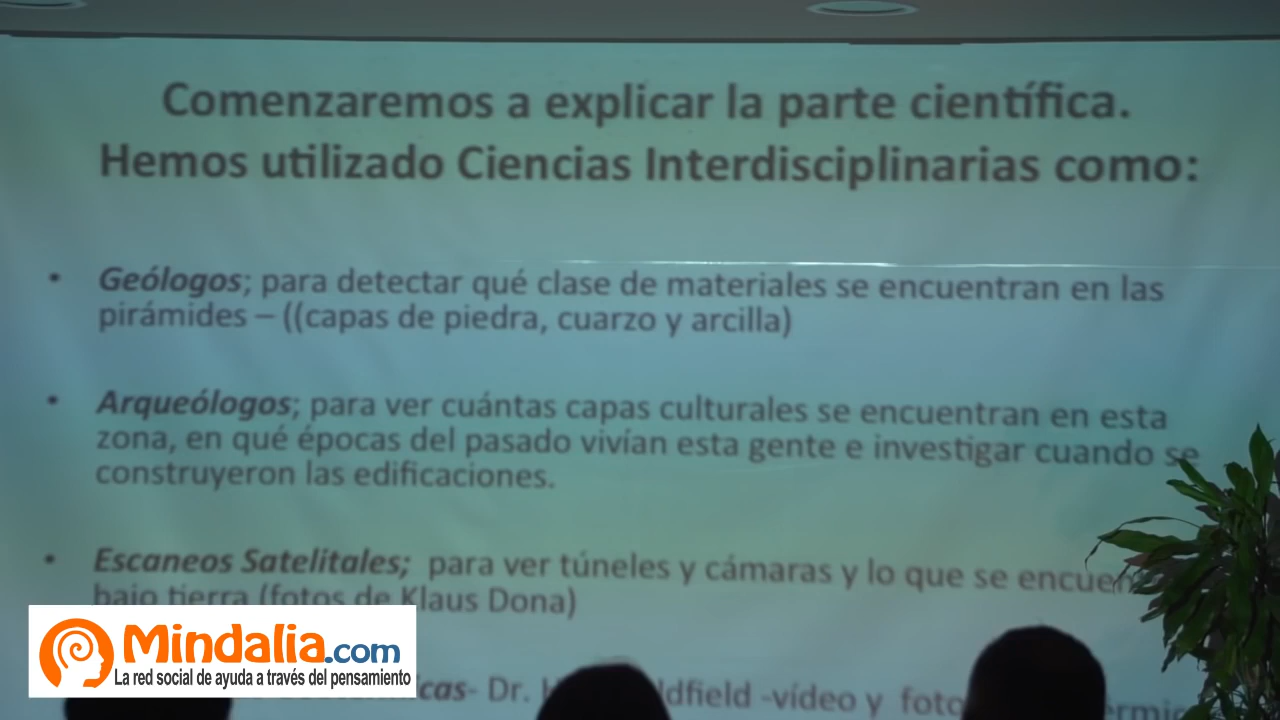 Comenzaremos a explicar la parte científica.
Hemos utilizado Ciencias Interdisciplinarias como:
• Geólogos; para detectar qué clase de materiales se encuentran en las
pirámides – ((capas de piedra, cuarzo y arcilla)
• Arqueólogos; para ver cuántas capas culturales se encuentran en esta
zona, en qué épocas del pasado vivían esta gente e investigar cuando se
construyeron las edificaciones.
• Escaneos Satelitales; para ver túneles y cámaras y lo que se
bajo tierra (fotos de Klaus Dona)
Dr. -vídeo y
Mindalia.com
La red social de ayuda a través del pensamiento